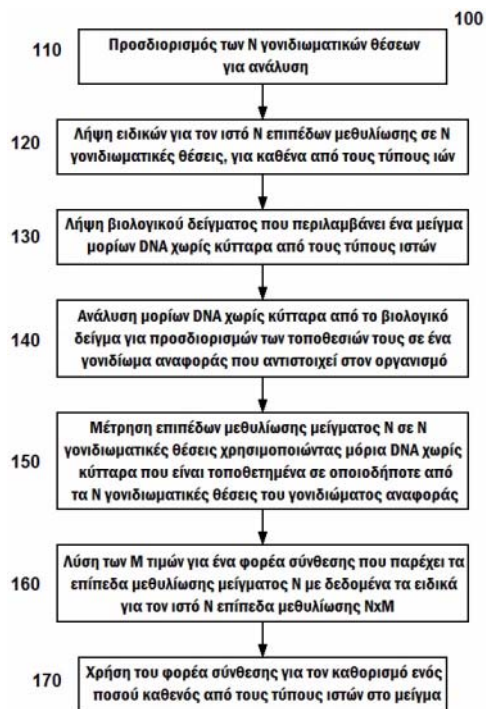 100
110
Προσδιορισμός των N γονιδιωματικών θέσεων
για ανάλυση
120
Λήψη ειδικών για τον ιστό N επιπέδων μεθυλίωσης σε N
γονιδιωματικές θέσεις, για καθένα από τους τύπους ιών
130
Λήψη βιολογικού δείγματος που περιλαμβάνει ένα μείγμα
μορίων DNA χωρίς κύτταρα από τους τύπους ιστών
140
Ανάλυση μορίων DNA χωρίς κύτταρα από το βιολογικό
δείγμα για προσδιορισμών των τοποθεσιών τους σε ένα
γονιδίωμα αναφοράς που αντιστοιχεί στον οργανισμό
150
Μέτρηση επιπέδων μεθυλίωσης μείγματος N σε N
γονιδιωματικές θέσεις χρησιμοποιώντας μόρια DNA χωρίς
κύτταρα που είναι τοποθετημένα σε οποιοδήποτε από
τα N γονιδιωματικές θέσεις του γονιδιώματος αναφοράς
160
Λύση των M τιμών για ένα φορέα σύνθεσης που παρέχει τα
επίπεδα μεθυλίωσης μείγματος N με δεδομένα τα ειδικά
για τον ιστό N επίπεδα μεθυλίωσης NxM
170
Χρήση του φορέα σύνθεσης για τον καθορισμό ενός
ποσού καθενός από τους τύπους ιστών στο μείγμα